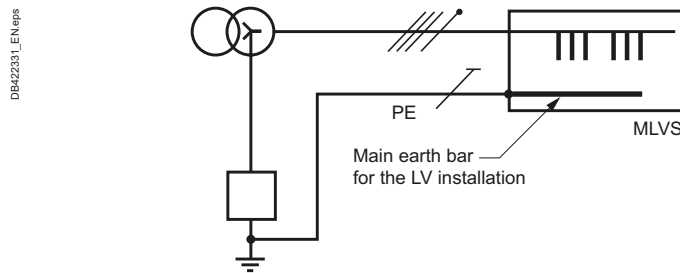 DB422331_EN.eps
PE
MLVS
Main earth bar
for the LV installation